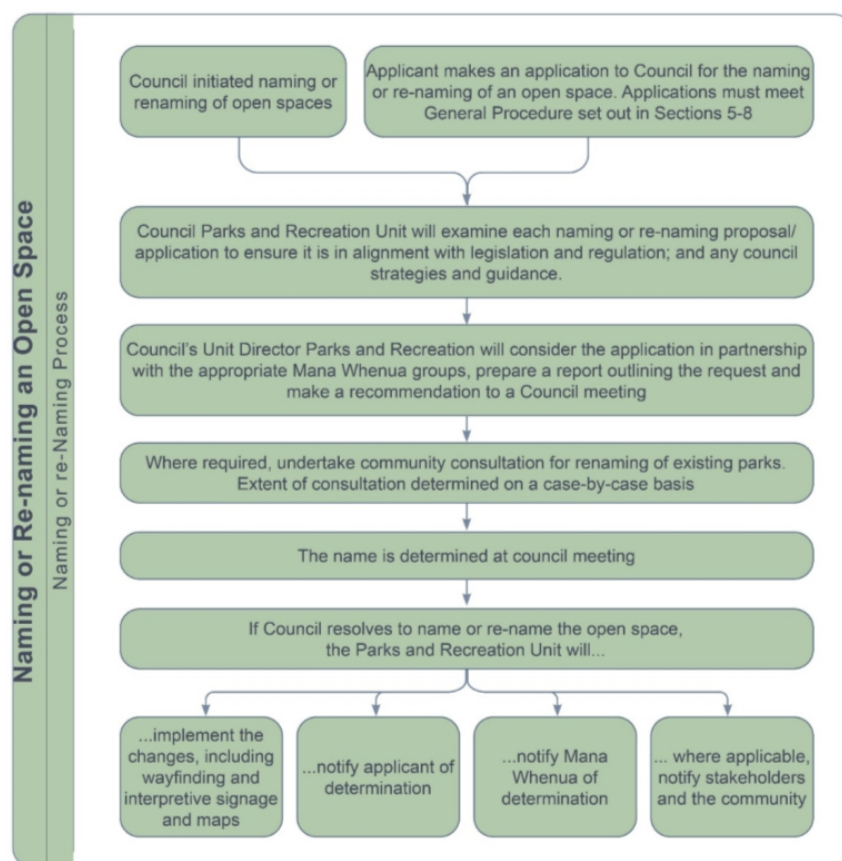 Naming or Re-naming an Open Space
Naming or re-Naming Process
Council initiated naming or
renaming of open spaces
Applicant makes an application to Council for the naming
or re-naming of an open space. Applications must meet
General Procedure set out in Sections 5-8
Council Parks and Recreation Unit will examine each naming or re-naming proposal/
application to ensure it is in alignment with legislation and regulation; and any council
strategies and guidance.
Council's Unit Director Parks and Recreation will consider the application in partnership
with the appropriate Mana Whenua groups, prepare a report outlining the request and
make a recommendation to a Council meeting
Where required, undertake community consultation for renaming of existing parks.
Extent of consultation determined on a case-by-case basis
The name is determined at council meeting
If Council resolves to name or re-name the open space,
the Parks and Recreation Unit will...
...implement the
changes, including
wayfinding and
interpretive signage
and maps
...notify applicant of
determination
...notify Mana
Whenua of
determination
... where applicable,
notify stakeholders
and the community